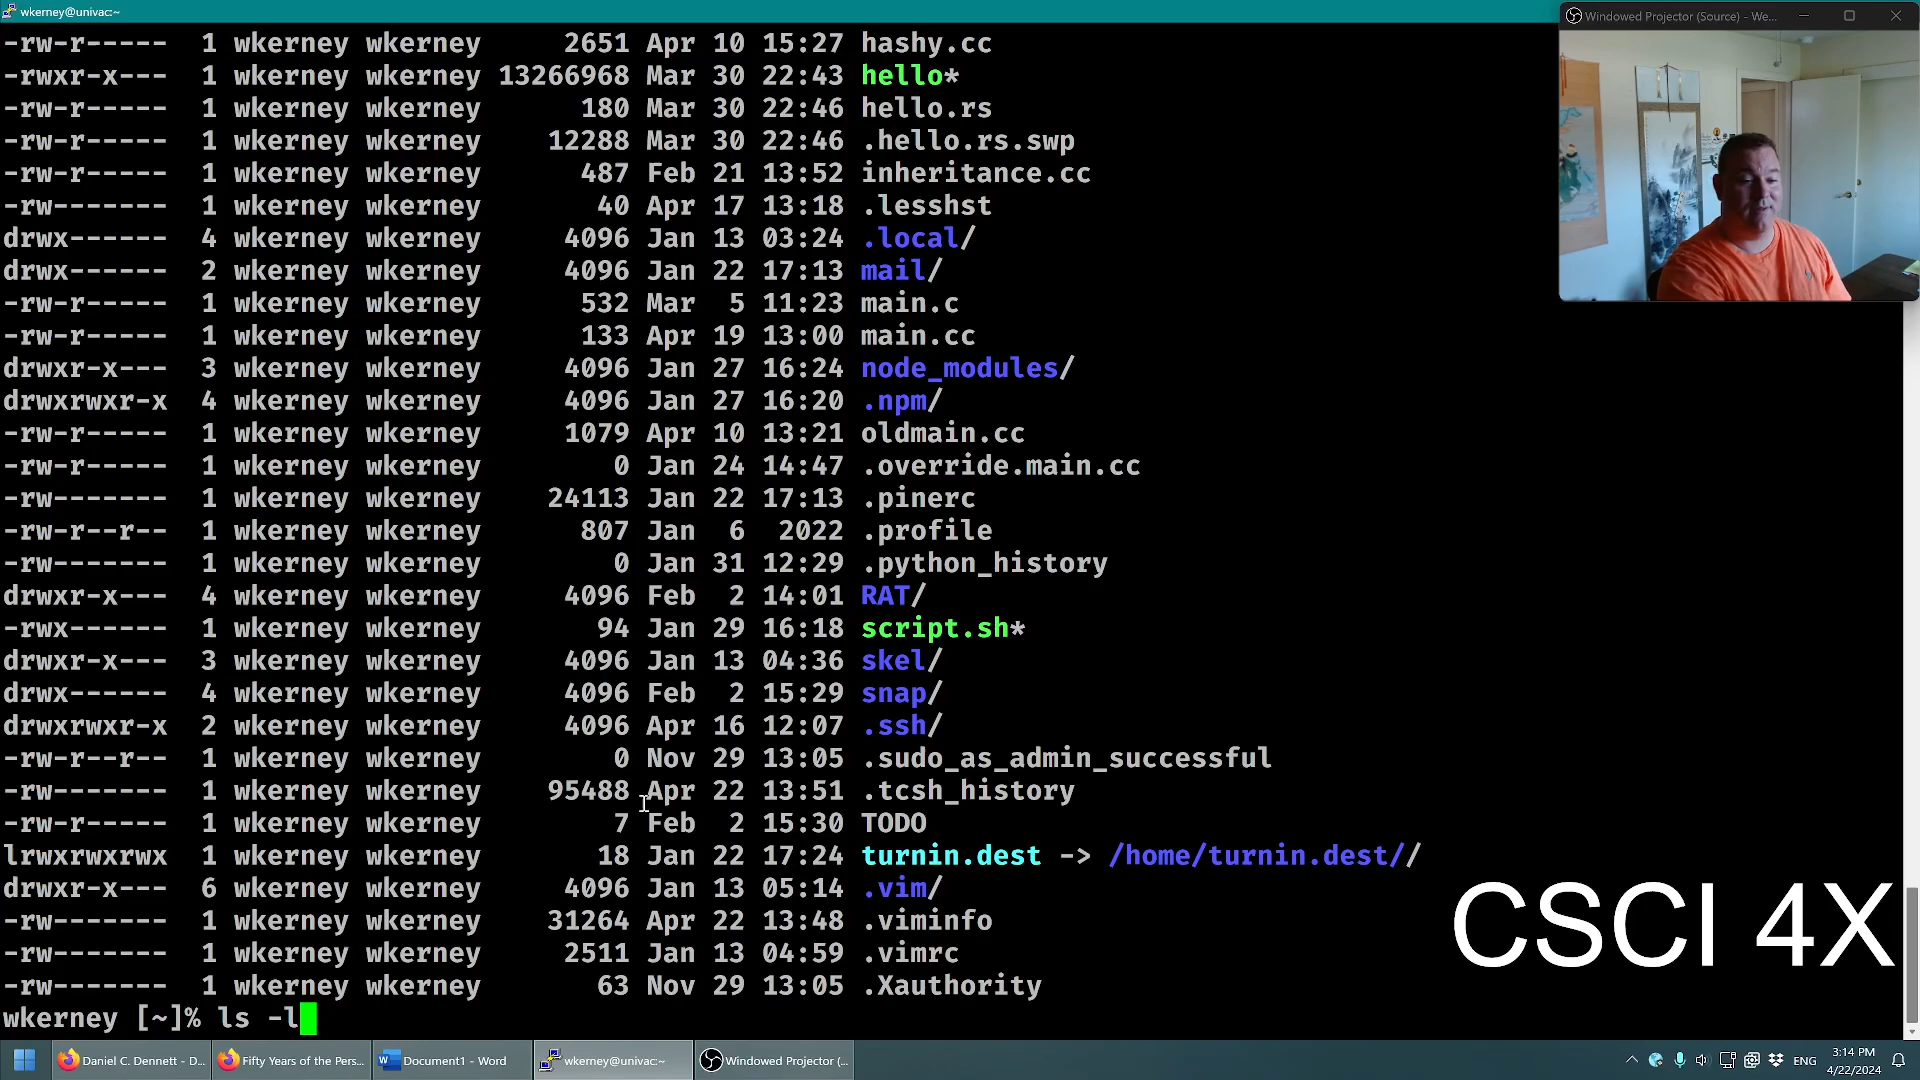 wkerney@univac:~
Windowed Projector (Source) - We...
-rw-r----- 1 wkerney wkerney 2651 Apr 10 15:27 hashy.cc
-rwxr-x--- 1 wkerney wkerney 13266968 Mar 30 22:43 hello*
-rw-r----- 1 wkerney wkerney 180 Mar 30 22:46 hello.rs
-rw-r----- 1 wkerney wkerney 12288 Mar 30 22:46 .hello.rs.swp
-rw-r----- 1 wkerney wkerney 487 Feb 21 13:52 inheritance.cc
-rw------- 1 wkerney wkerney 40 Apr 17 13:18 .lesshst
drwx------ 4 wkerney wkerney 4096 Jan 13 03:24 .local/
drwx------ 2 wkerney wkerney 4096 Jan 22 17:13 mail/
-rw-r----- 1 wkerney wkerney 532 Mar 5 11:23 main.c
-rw-r----- 1 wkerney wkerney 133 Apr 19 13:00 main.cc
drwxr-x--- 3 wkerney wkerney 4096 Jan 27 16:24 node_modules/
drwxrwxr-x 4 wkerney wkerney 4096 Jan 27 16:20 .npm/
-rw-r----- 1 wkerney wkerney 1079 Apr 10 13:21 oldmain.cc
-rw-r----- 1 wkerney wkerney 0 Jan 24 14:47 .override.main.cc
-rw------- 1 wkerney wkerney 24113 Jan 22 17:13 .pinerc
-rw-r--r-- 1 wkerney wkerney 807 Jan 6 2022 .profile
-rw------- 1 wkerney wkerney 0 Jan 31 12:29 .python_history
drwxr-x--- 4 wkerney wkerney 4096 Feb 2 14:01 RAT/
-rwx------ 1 wkerney wkerney 94 Jan 29 16:18 script.sh*
drwxr-x--- 3 wkerney wkerney 4096 Jan 13 04:36 skel/
drwx------ 4 wkerney wkerney 4096 Feb 2 15:29 snap/
drwxrwxr-x 2 wkerney wkerney 4096 Apr 16 12:07 .ssh/
-rw-r--r-- 1 wkerney wkerney 0 Nov 29 13:05 .sudo_as_admin_successful
-rw------- 1 wkerney wkerney 95488 Apr 22 13:51 .tcsh_history
-rw-r----- 1 wkerney wkerney 7 Feb 2 15:30 TODO
lrwxrwxrwx 1 wkerney wkerney 18 Jan 22 17:24 turnin.dest -> /home/turnin.dest//
drwxr-x--- 6 wkerney wkerney 4096 Jan 13 05:14 .vim/
-rw------- 1 wkerney wkerney 31264 Apr 22 13:48 .viminfo
-rw------- 1 wkerney wkerney 2511 Jan 13 04:59 .vimrc
-rw------- 1 wkerney wkerney 63 Nov 29 13:05 .Xauthority
wkerney [~]% ls -l
CSCI 4X
Daniel C. Dennett - D...
Fifty Years of the Pers...
Document1 - Word
wkerney@univac:~
Windowed Projector (...
ENG
3:14 PM
4/22/2024